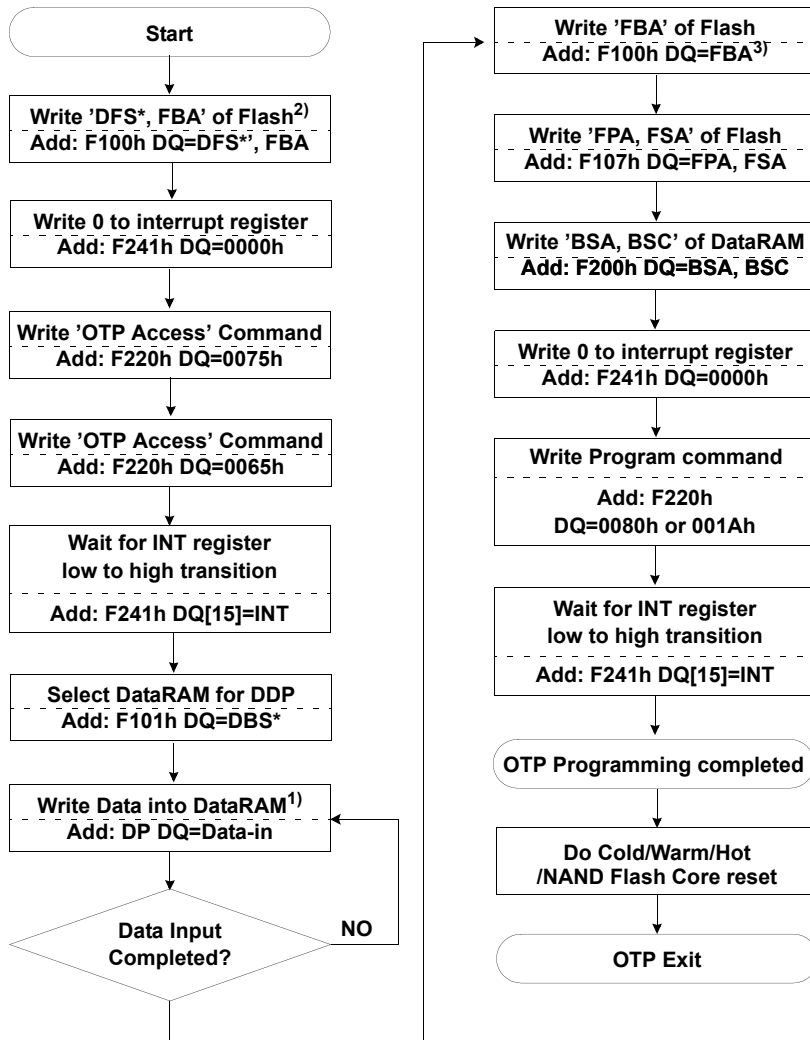 Start
Write ’DFS*, FBA’ of Flash2)
Add: F100h DQ=DFS*’, FBA
Write 0 to interrupt register
Add: F241h DQ=0000h
Write ’OTP Access’ Command
Add: F220h DQ=0075h
Write ’OTP Access’ Command
Add: F220h DQ=0065h
Wait for INT register
low to high transition
Add: F241h DQ[15]=INT
Select DataRAM for DDP
Add: F101h DQ=DBS*
Write Data into DataRAM1)
Add: DP DQ=Data-in
Data Input
Completed?
NO
Write ’FBA’ of Flash
Add: F100h DQ=FBA3)
Write ’FPA, FSA’ of Flash
Add: F107h DQ=FPA, FSA
Write ’BSA, BSC’ of DataRAM
Add: F200h DQ=BSA, BSC
Write 0 to interrupt register
Add: F241h DQ=0000h
Write Program command
Add: F220h
DQ=0080h or 001Ah
Wait for INT register
low to high transition
Add: F241h DQ[15]=INT
OTP Programming completed
Do Cold/Warm/Hot
/NAND Flash Core reset
OTP Exit